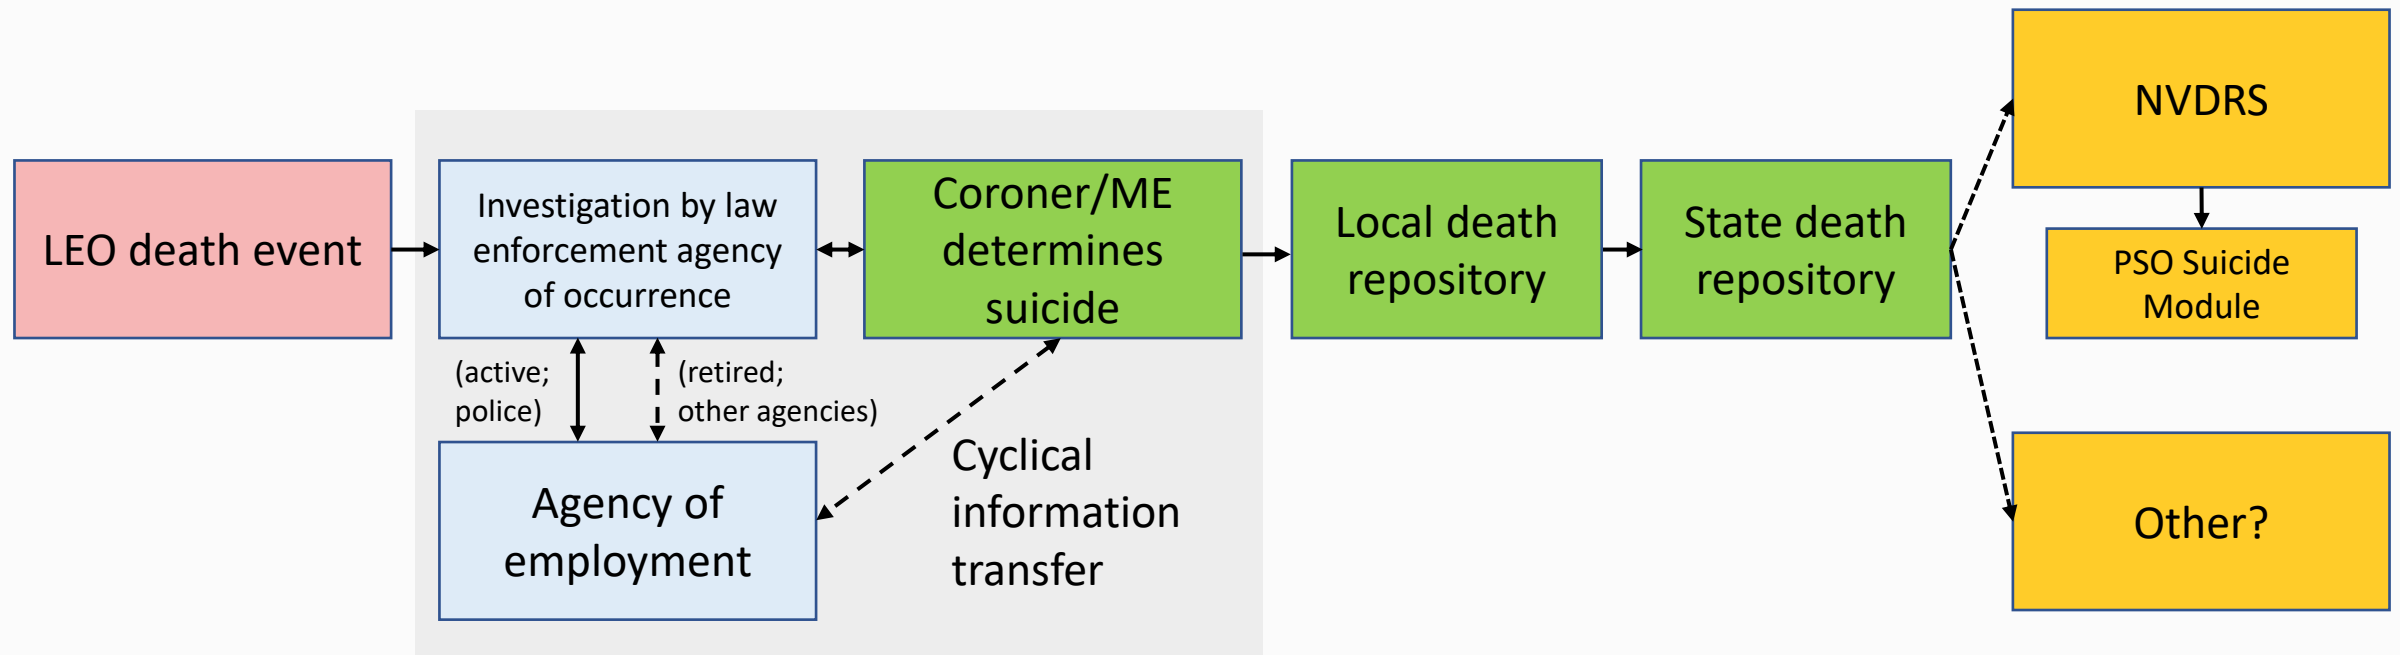 LEO death event
Investigation by law
enforcement agency
of occurrence
Coroner/ME
determines
suicide
Local death
repository
State death
repository
NVDRS
PSO Suicide
Module
(active;
police)
(retired;
other agencies)
Agency of
employment
Cyclical
information
transfer
Other?